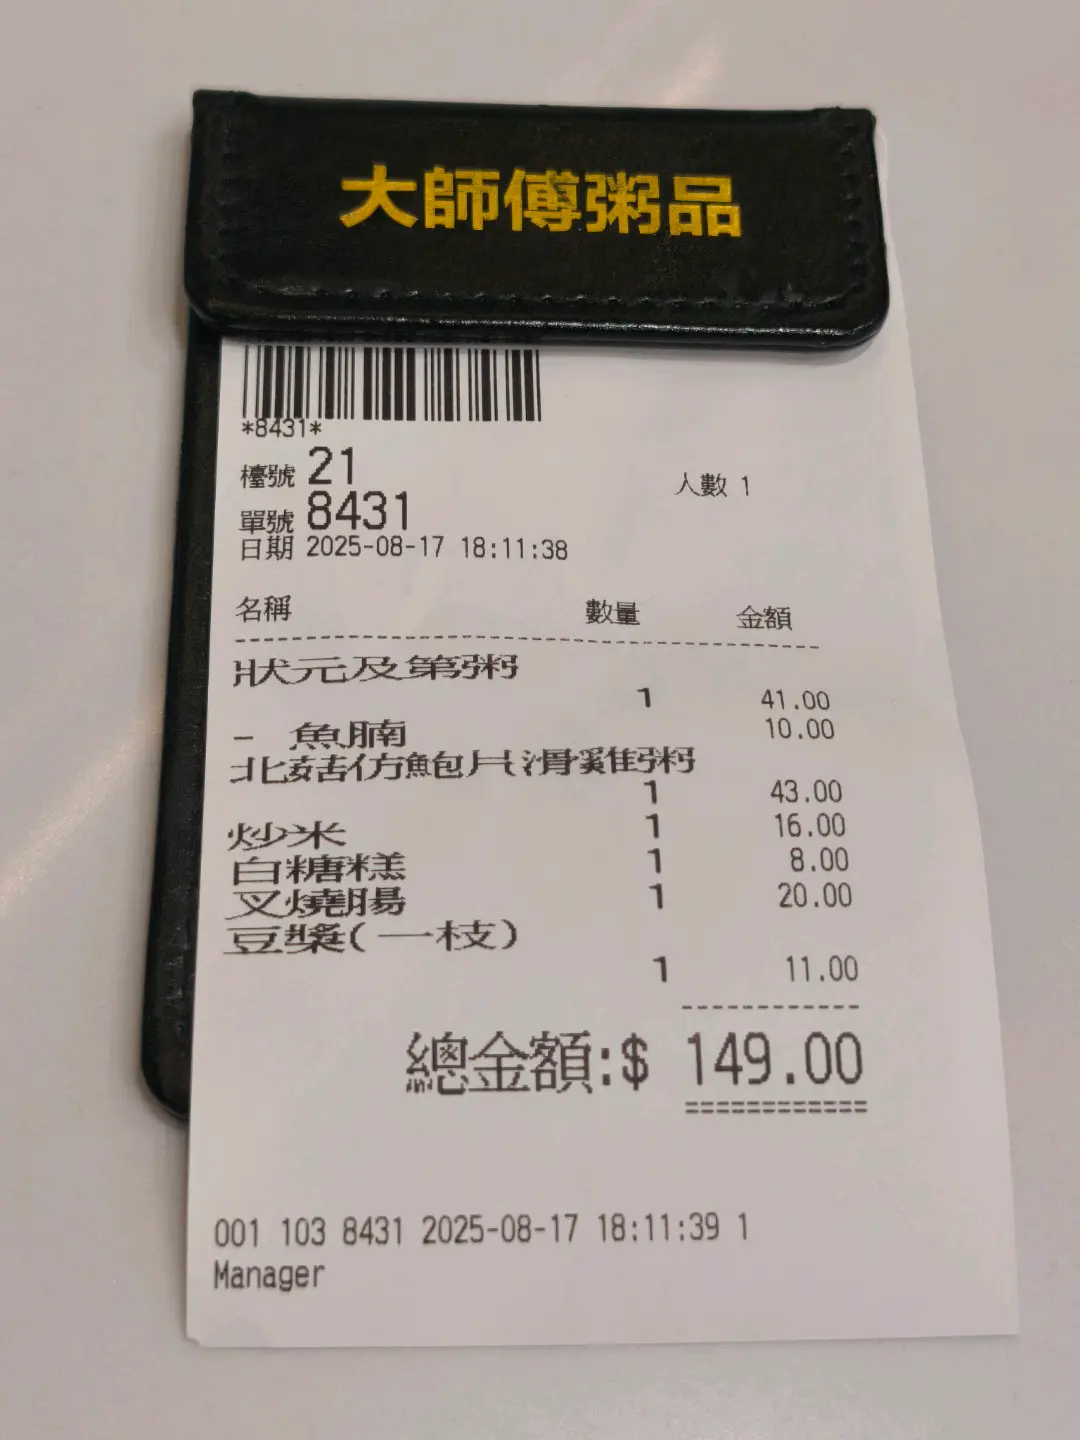 大師傅粥品
*8431*
檯號 21
人數 1
單號 8431
日期 2025-08-17 18:11:38
名稱 數量 金額
狀元及第粥
1 41.00
- 魚腩 10.00
北菇仿鮑片滑雞粥
1 43.00
炒米 1 16.00
白糖糕 1 8.00
叉燒腸 1 20.00
豆漿(一枝)
1 11.00
總金額:$ 149.00
============
001 103 8431 2025-08-17 18:11:39 1
Manager